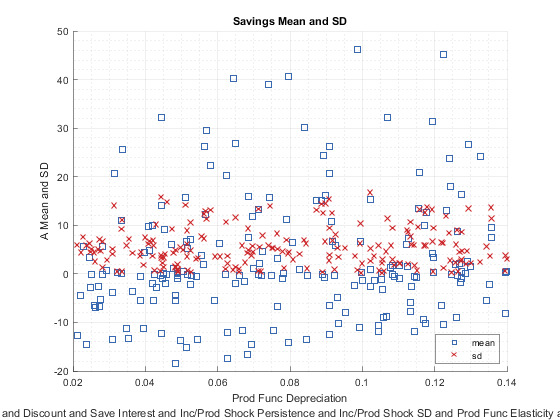 Savings Mean and SD
A Mean and SD
50
40
30
20
10
0
-10
-20
0.02 0.04 0.06 0.08 0.1 0.12 0.14
mean
sd
Prod Func Depreciation
and Discount and Save Interest and Inc/Prod Shock Persistence and Inc/Prod Shock SD and Prod Func Elasticity